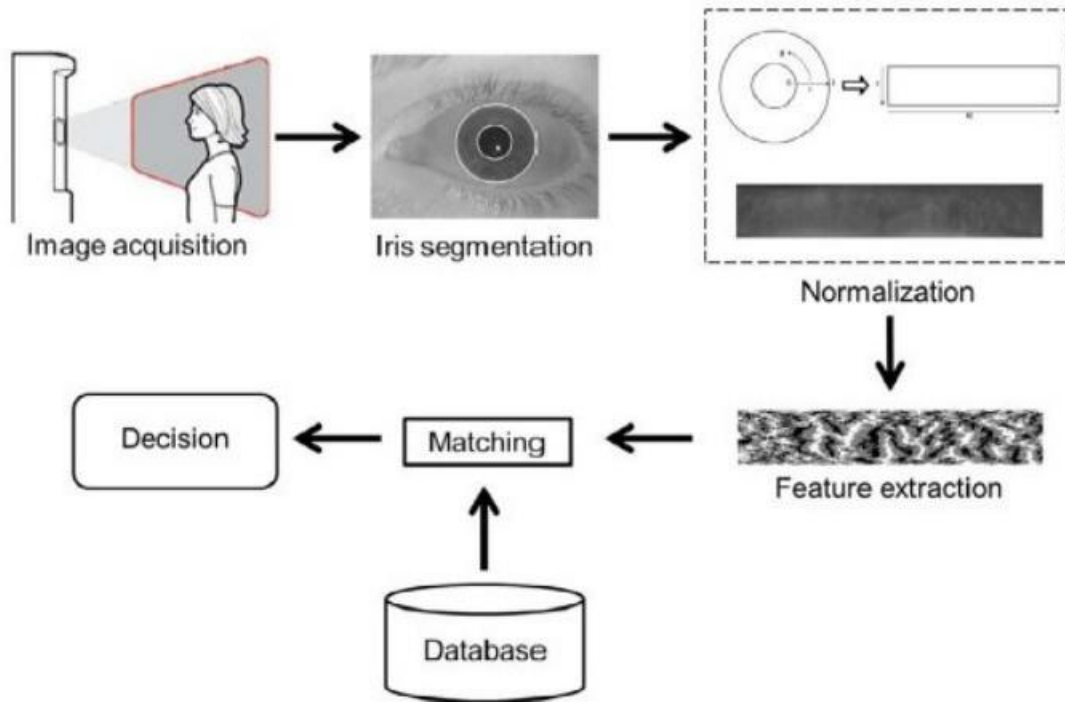 Image acquisition
Iris segmentation
Normalization
Decision
Matching
Feature extraction
Database